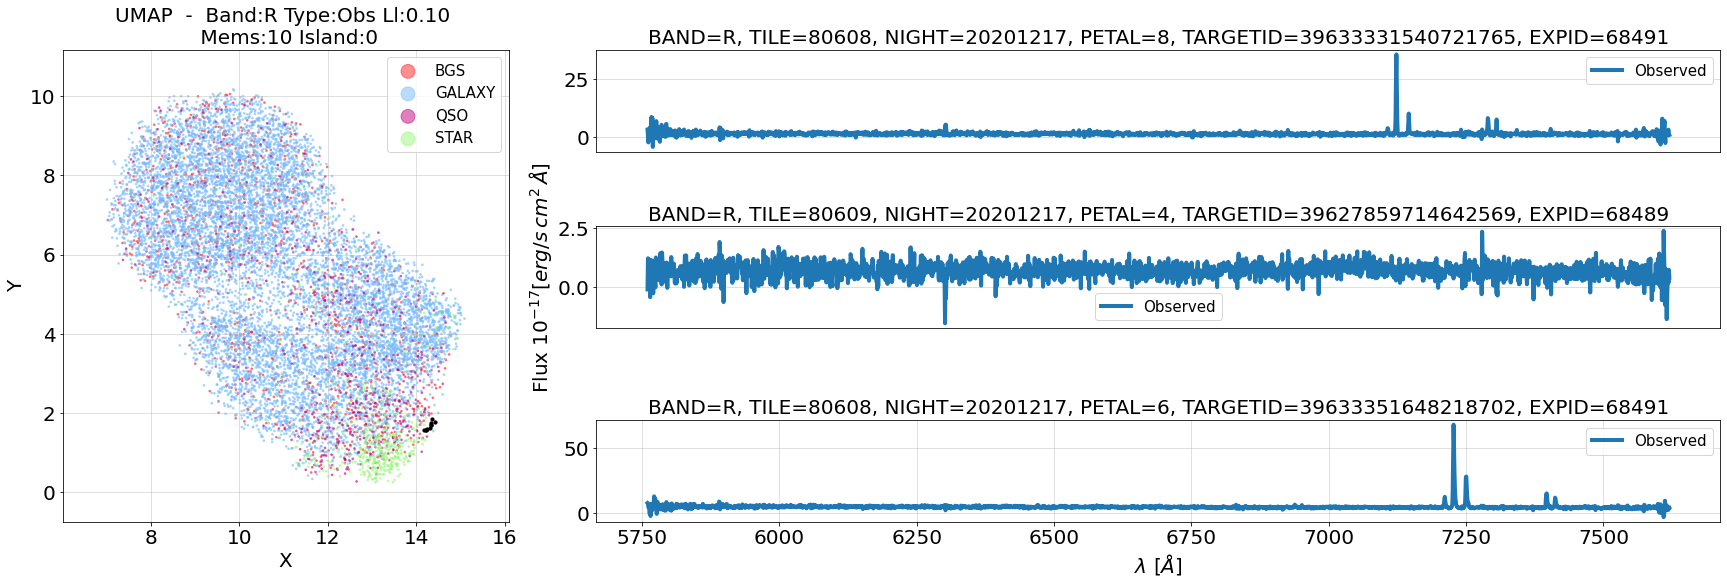 UMAP - Band:R Type:Obs Ll:0.10
Mems:10 Island:0
BGS
GALAXY
QSO
STAR
10
8
6
4
2
0
Y
8
10
12
14
16
X
BAND=R, TILE=80608, NIGHT=20201217, PETAL=8, TARGETID=39633331540721765, EXPID=68491
Observed
25
0
Flux 10⁻¹⁷[erg/s cm² Å]
BAND=R, TILE=80609, NIGHT=20201217, PETAL=4, TARGETID=39627859714642569, EXPID=68489
2.5
0.0
Observed
BAND=R, TILE=80608, NIGHT=20201217, PETAL=6, TARGETID=39633351648218702, EXPID=68491
Observed
50
0
5750
6000
6250
6500
6750
7000
7250
7500
λ [Å]